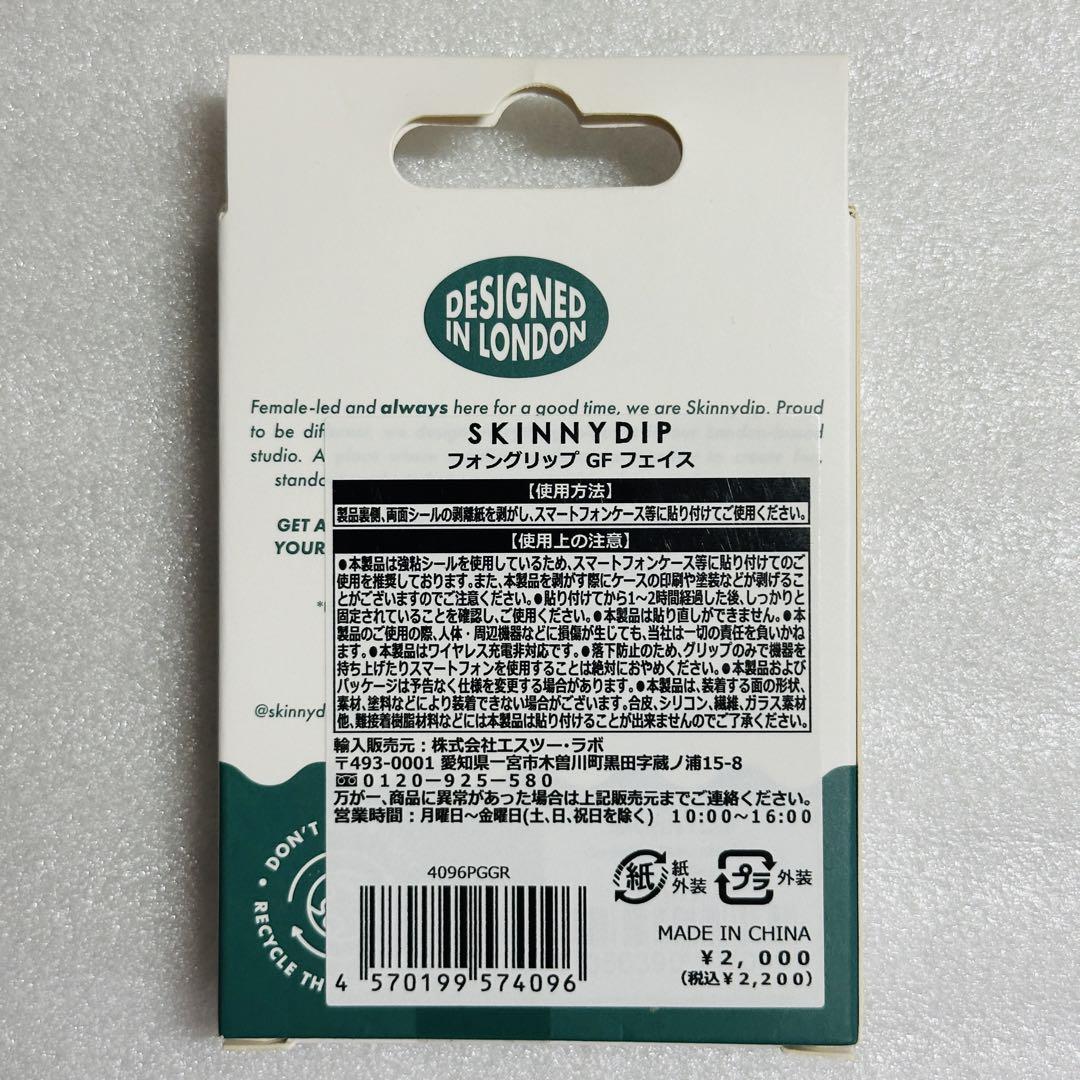 DESIGNED
IN LONDON
Female-led and always here for a good time, we are Skinnydip. Proud
to be
studio. A
standa
GET A
YOUR
@skinnyd
SKINNYDIP
フォングリップ GF フェイス
【使用方法】
製品裏側、両面シールの剥離紙を剥がし、スマートフォンケース等に貼り付けてご使用ください。
【使用上の注意】
●本製品は強粘シールを使用しているため、スマートフォンケース等に貼り付けてのご
使用を推奨しております。また、本製品を剥がす際にケースの印刷や塗装などが剥げるこ
とがございますのでご注意ください。●貼り付けてから1~2時間経過した後、しっかりと
固定されていることを確認し、ご使用ください。●本製品は貼り直しができません。●本
製品のご使用の際、人体・周辺機器などに損傷が生じても、当社は一切の責任を負いかね
ます。●本製品はワイヤレス充電非対応です。●落下防止のため、グリップのみで機器を
持ち上げたりスマートフォンを使用することは絶対におやめください。●本製品および
パッケージは予告なく仕様を変更する場合があります。●本製品は、装着する面の形状、
素材、塗料などにより装着できない場合がございます。合皮、シリコン、繊維、ガラス素材
他、難接着樹脂材料などには本製品は貼り付けることが出来ませんのでご了承ください。
輸入販売元:株式会社エスツー・ラボ
〒493-0001 愛知県一宮市木曽川町黒田字蔵ノ浦15-8
0120-925-580
万が一、商品に異常があった場合は上記販売元までご連絡ください。
営業時間:月曜日~金曜日(土、日、祝日を除く) 10:00~16:00
4096PGGR
4 570199 574096
紙
紙
外装
プラ
外装
MADE IN CHINA
¥2,000
(税込¥2,200)
DON'T
RECYCLE TH